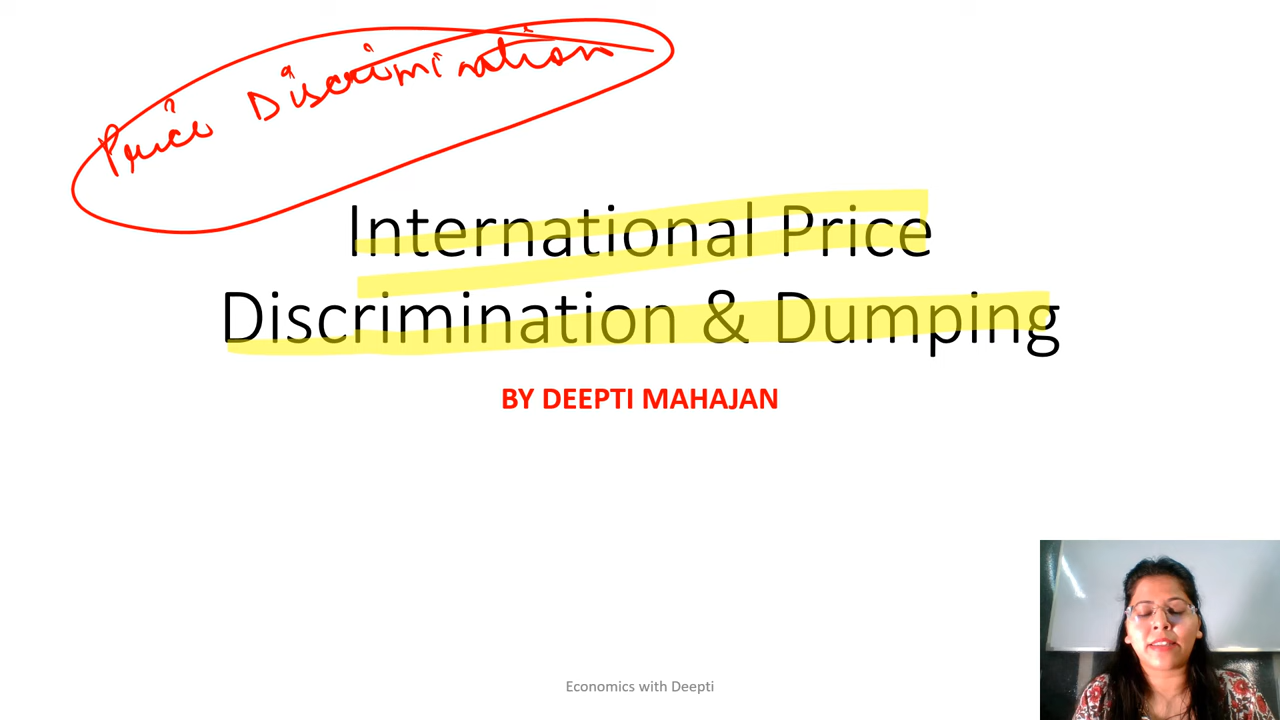 Price Discrimination
International Price
Discrimination & Dumping
BY DEEPTI MAHAJAN
Economics with Deepti